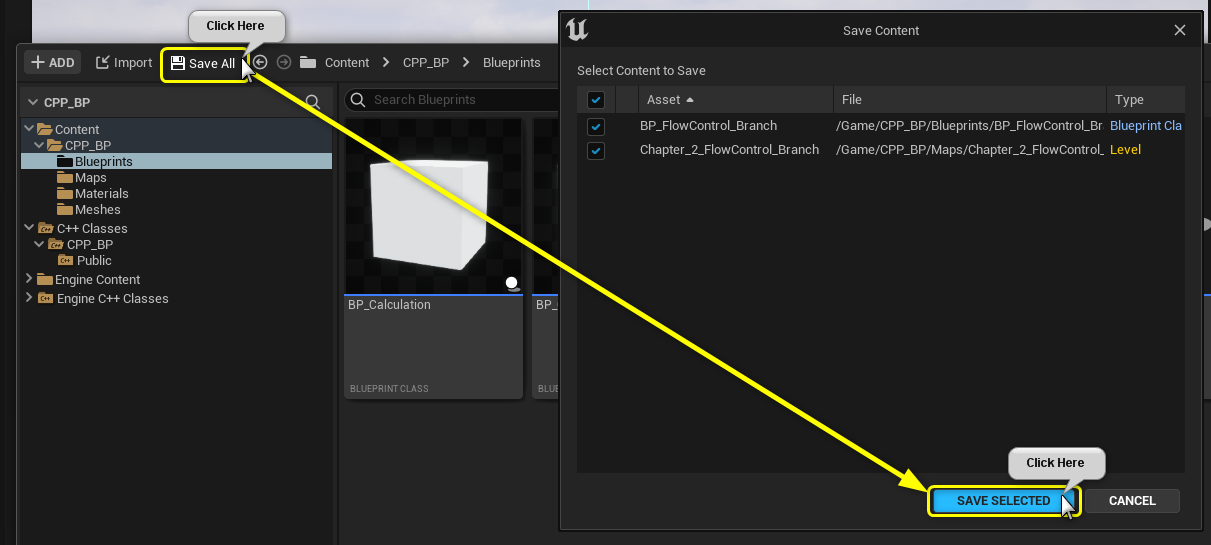 Click Here
ADD
Import
Save All
Content
CPP_BP
Blueprints
CPP_BP
Search Blueprints
Content
CPP_BP
Blueprints
Maps
Materials
Meshes
C++ Classes
CPP_BP
Public
Engine Content
Engine C++ Classes
BP_Calculation
BLUEPRINT CLASS
BP_
BLUE
Save Content
Select Content to Save
Asset File Type
BP_FlowControl_Branch /Game/CPP_BP/Blueprints/BP_FlowControl_Br Blueprint Cla
Chapter_2_FlowControl_Branch /Game/CPP_BP/Maps/Chapter_2_FlowControl_ Level
Click Here
SAVE SELECTED
CANCEL